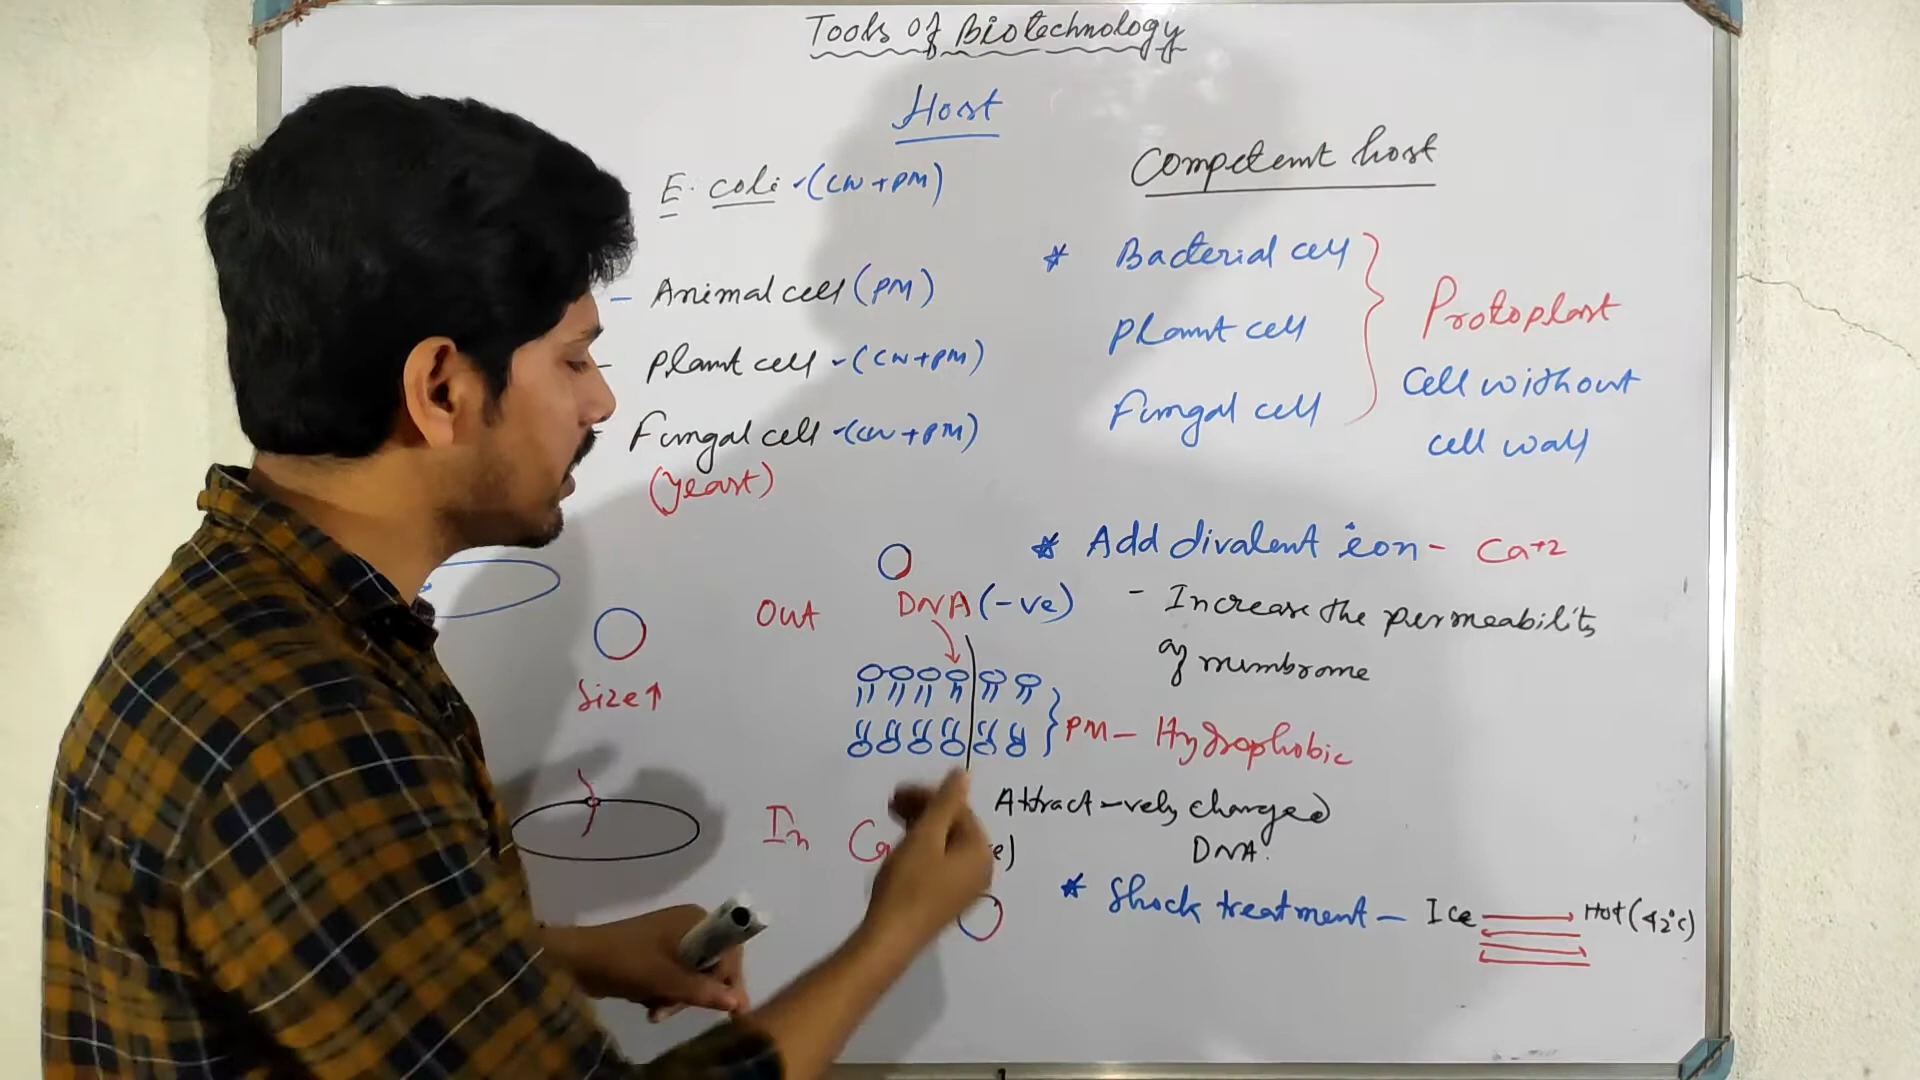 Tools of Biotechnology
Host
E. coli - (CW + PM)
- Animal cell (PM)
- Plant cell - (CW + PM)
Fungal cell - (CW + PM)
(Yeast)
Competent host
* Bacterial cell
Plant cell
Fungal cell
Protoplast
Cell without
cell wall
* Add divalent ion - Ca+2
- Increase the permeability
of membrane
Out
DNA (-ve)
Size ↑
PM - Hydrophobic
In
Attract -vely charged
DNA.
* Shock treatment - Ice
Hot (42°C)